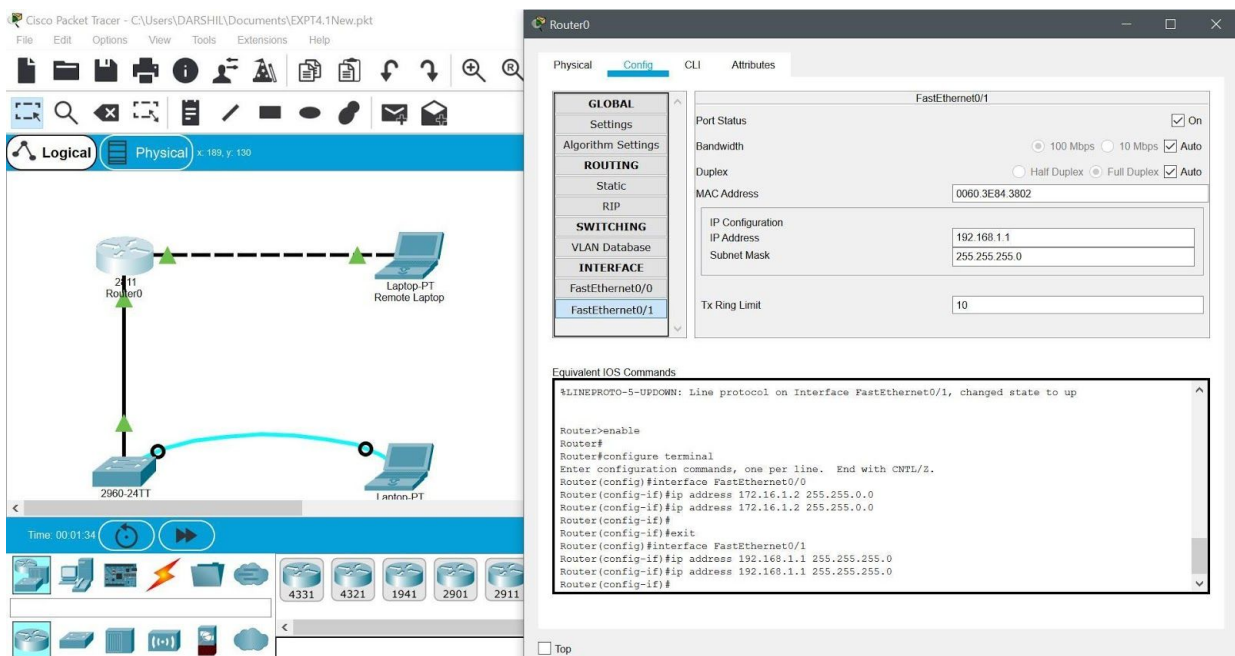 Cisco Packet Tracer - C:\Users\DARSHIL\Documents\EXPT4.1New.pkt
File Edit Options View Tools Extensions Help
Logical
Physical x: 189, y: 130
2811
Router0
Laptop-PT
Remote Laptop
2960-24TT
Laptop-PT
Time: 00:01:34
4331 4321 1941 2901 2911
Router0
Physical Config CLI Attributes
GLOBAL
Settings
Algorithm Settings
ROUTING
Static
RIP
SWITCHING
VLAN Database
INTERFACE
FastEthernet0/0
FastEthernet0/1
FastEthernet0/1
Port Status On
Bandwidth 100 Mbps 10 Mbps Auto
Duplex Half Duplex Full Duplex Auto
MAC Address 0060.3E84.3802
IP Configuration
IP Address 192.168.1.1
Subnet Mask 255.255.255.0
Tx Ring Limit 10
Equivalent IOS Commands
%LINEPROTO-5-UPDOWN: Line protocol on Interface FastEthernet0/1, changed state to up
Router>enable
Router#
Router#configure terminal
Enter configuration commands, one per line. End with CNTL/Z.
Router(config)#interface FastEthernet0/0
Router(config-if)#ip address 172.16.1.2 255.255.0.0
Router(config-if)#ip address 172.16.1.2 255.255.0.0
Router(config-if)#
Router(config-if)#exit
Router(config)#interface FastEthernet0/1
Router(config-if)#ip address 192.168.1.1 255.255.255.0
Router(config-if)#ip address 192.168.1.1 255.255.255.0
Router(config-if)#
Top